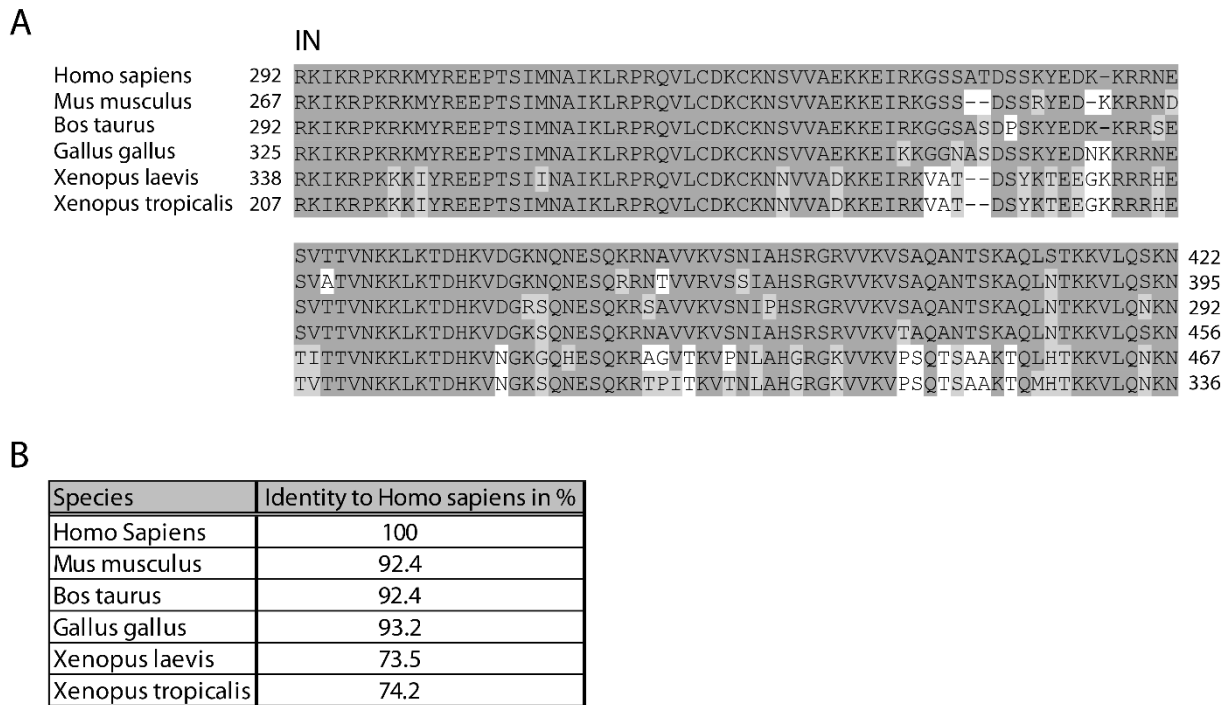 A
IN
Homo sapiens 292 RKIKRPKRKMYREEPTSIMNAIKLRPRQVLCDKCKNSVVAEKKEIRKGSSATDSSKYEDK-KRRNE
Mus musculus 267 RKIKRPKRKMYREEPTSIMNAIKLRPRQVLCDKCKNSVVAEKKEIRKGSS--DSSRYED-KKRRND
Bos taurus 292 RKIKRPKRKMYREEPTSIMNAIKLRPRQVLCDKCKNSVVAEKKEIRKGGSASDPSKYEDK-KRRSE
Gallus gallus 325 RKIKRPKRKMYREEPTSIMNAIKLRPRQVLCDKCKNSVVAEKKEIRKGGNASDSSKYEDNKKRRNE
Xenopus laevis 338 RKIKRPKKKIYREEPTSIINAIKLRPRQVLCDKCKNNVVADKKEIRKVAT--DSYKTEEGKRRRHE
Xenopus tropicalis 207 RKIKRPKKKIYREEPTSIMNAIKLRPRQVLCDKCKNNVVADKKEIRKVAT--DSYKTEEGKRRRHE
SVTTVNKKLKTDHKVDGKNQNESQKRNAVVKVSNIAHSRGRVVKVSAQANTSKAQLSTKKVLQSKN 422
SVATVNKKLKTDHKVDGKNQNESQRRNTVVRVSSIAHSRGRVVKVSAQANTSKAQLNTKKVLQSKN 395
SVTTVNKKLKTDHKVDGRSQNESQKRSAVVKVSNIPHSRGRVVKVSAQANTSKAQLNTKKVLQNKN 292
SVTTVNKKLKTDHKVDGKSQNESQKRNAVVKVSNIAHSRSRVVKVTAQANTSKAQLNTKKVLQSKN 456
TITTVNKKLKTDHKVNGKGQHESQKRAGVTKVPNLAHGRGKVVKVPSQTSAAKTQLHTKKVLQNKN 467
TVTTVNKKLKTDHKVNGKSQNESQKRTPITKVTNLAHGRGRVVKVPSQTSAAKTQMHTKKVLQNKN 336
B
Species Identity to Homo sapiens in %
Homo Sapiens 100
Mus musculus 92.4
Bos taurus 92.4
Gallus gallus 93.2
Xenopus laevis 73.5
Xenopus tropicalis 74.2